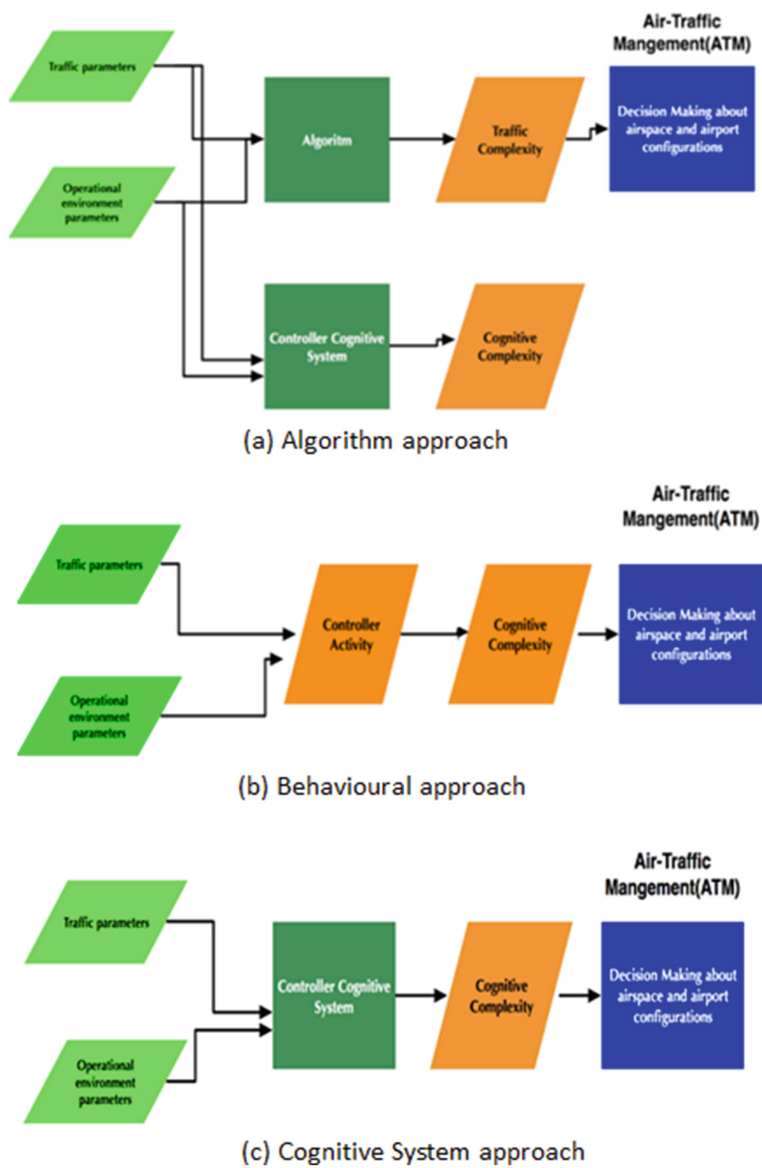 Air-Traffic
Mangement(ATM)
Traffic parameters
Algoritm
Traffic
Complexity
Decision Making about
airspace and airport
configurations
Operational
environment
parameters
Controller Cognitive
System
Cognitive
Complexity
(a) Algorithm approach
Air-Traffic
Mangement(ATM)
Traffic parameters
Controller
Activity
Cognitive
Complexity
Decision Making about
airspace and airport
configurations
Operational
environment
parameters
(b) Behavioural approach
Air-Traffic
Mangement(ATM)
Traffic parameters
Controller Cognitive
System
Cognitive
Complexity
Decision Making about
airspace and airport
configurations
Operational
environment
parameters
(c) Cognitive System approach